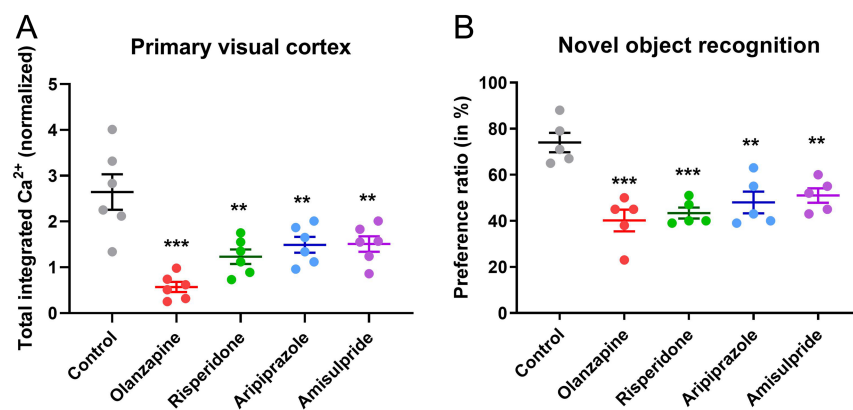 A
Primary visual cortex
Total integrated Ca²⁺ (normalized)
5
4
3
2
1
0
***
**
**
**
Control
Olanzapine
Risperidone
Aripiprazole
Amisulpride
B
Novel object recognition
Preference ratio (in %)
100
80
60
40
20
0
***
***
**
**
Control
Olanzapine
Risperidone
Aripiprazole
Amisulpride